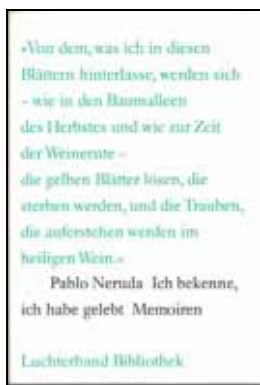 »Von dem, was ich in diesen
Blättern hinterlasse, werden sich
– wie in den Baumalleen
des Herbstes und wie zur Zeit
der Weinernte –
die gelben Blätter lösen, die
sterben werden, und die Trauben,
die auferstehen werden im
heiligen Wein.«
Pablo Neruda Ich bekenne,
ich habe gelebt Memoiren
Luchterhand Bibliothek